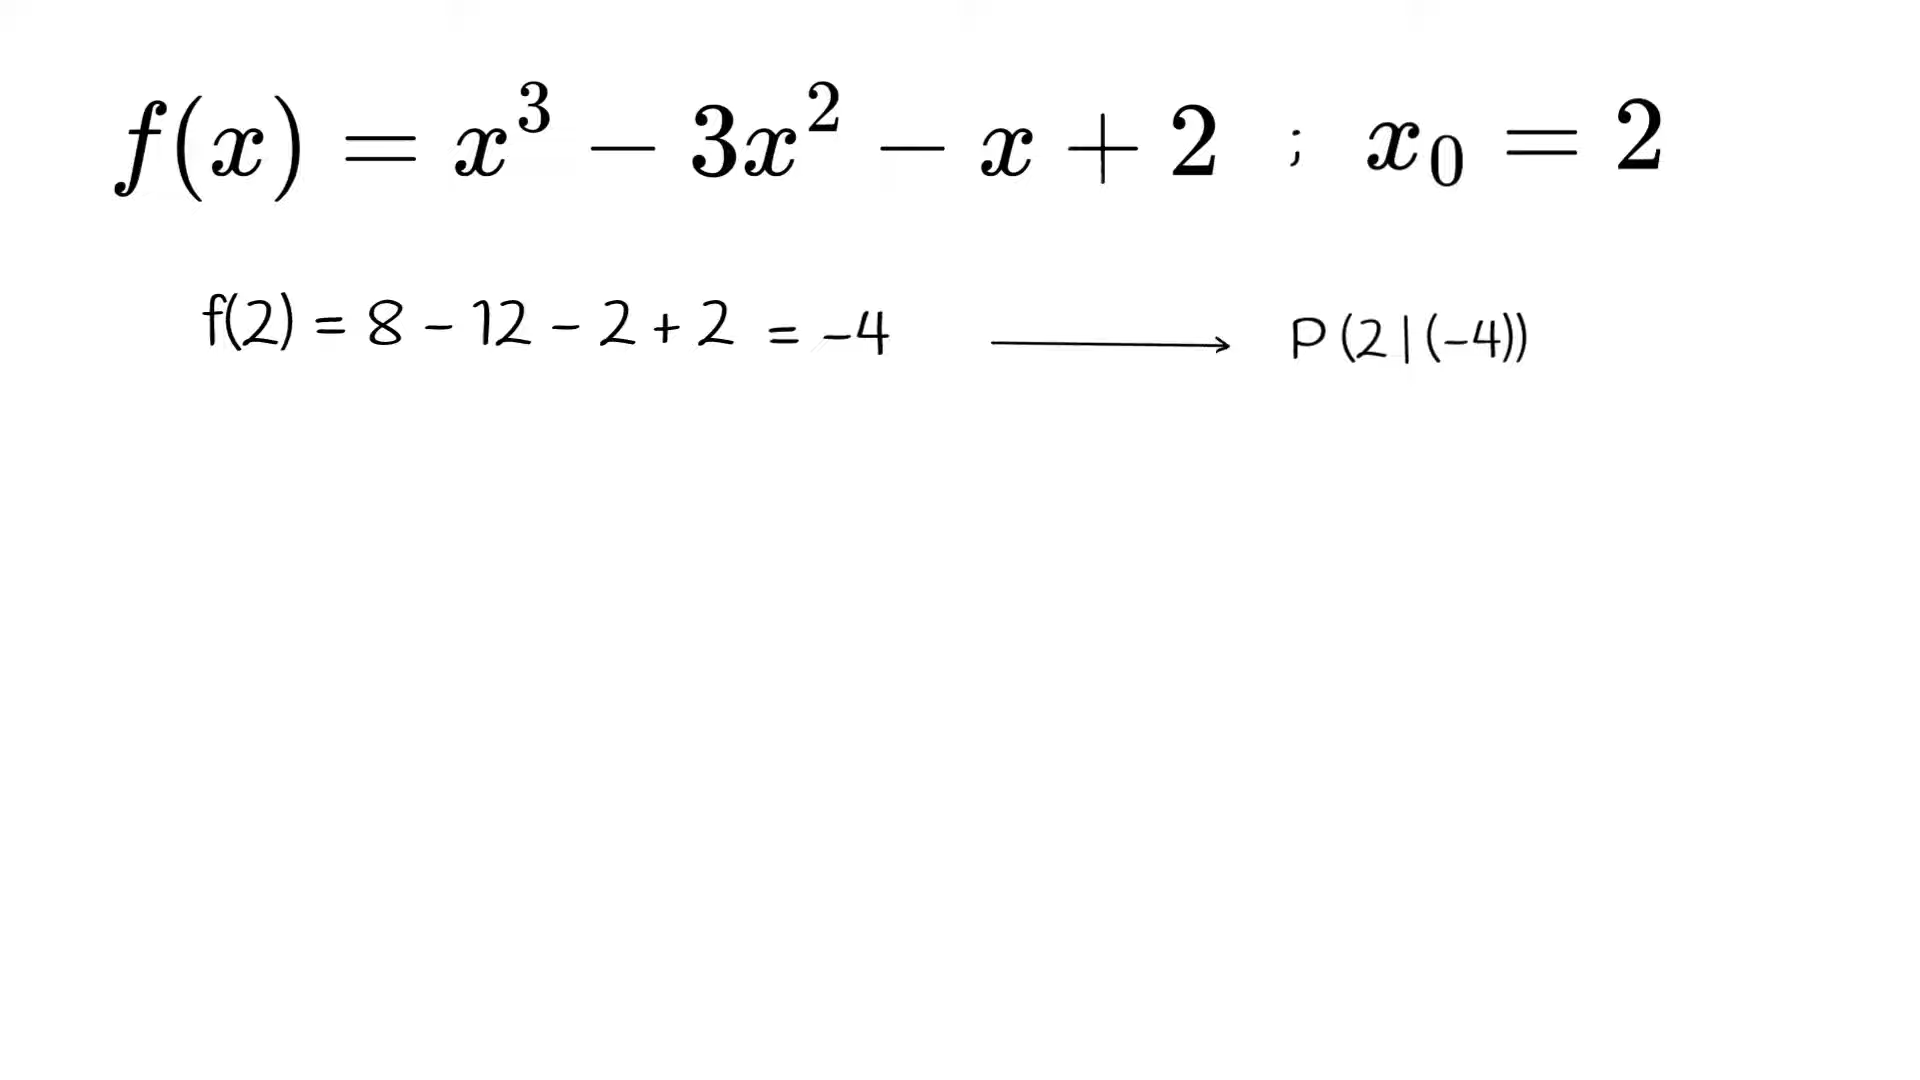 f(x) = x³ − 3x² − x + 2 ; x₀ = 2
f(2) = 8 − 12 − 2 + 2 = −4 ⟶ P(2|(−4))